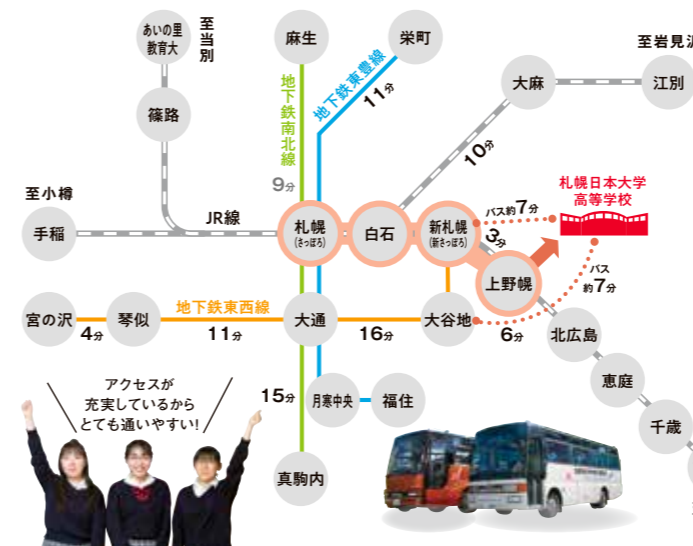 あいの里
教育大
至当別
麻生
栄町
至岩見沢
大麻
江別
地下鉄南北線
地下鉄東豊線
11分
篠路
10分
9分
至小樽
手稲
JR線
札幌
(さっぽろ)
白石
新札幌
(新さっぽろ)
3分
バス約7分
札幌日本大学
高等学校
上野幌
バス
約7分
宮の沢
4分
琴似
地下鉄東西線
11分
大通
16分
大谷地
6分
北広島
恵庭
千歳
15分
月寒中央
福住
真駒内
アクセスが
充実しているから
とても通いやすい!